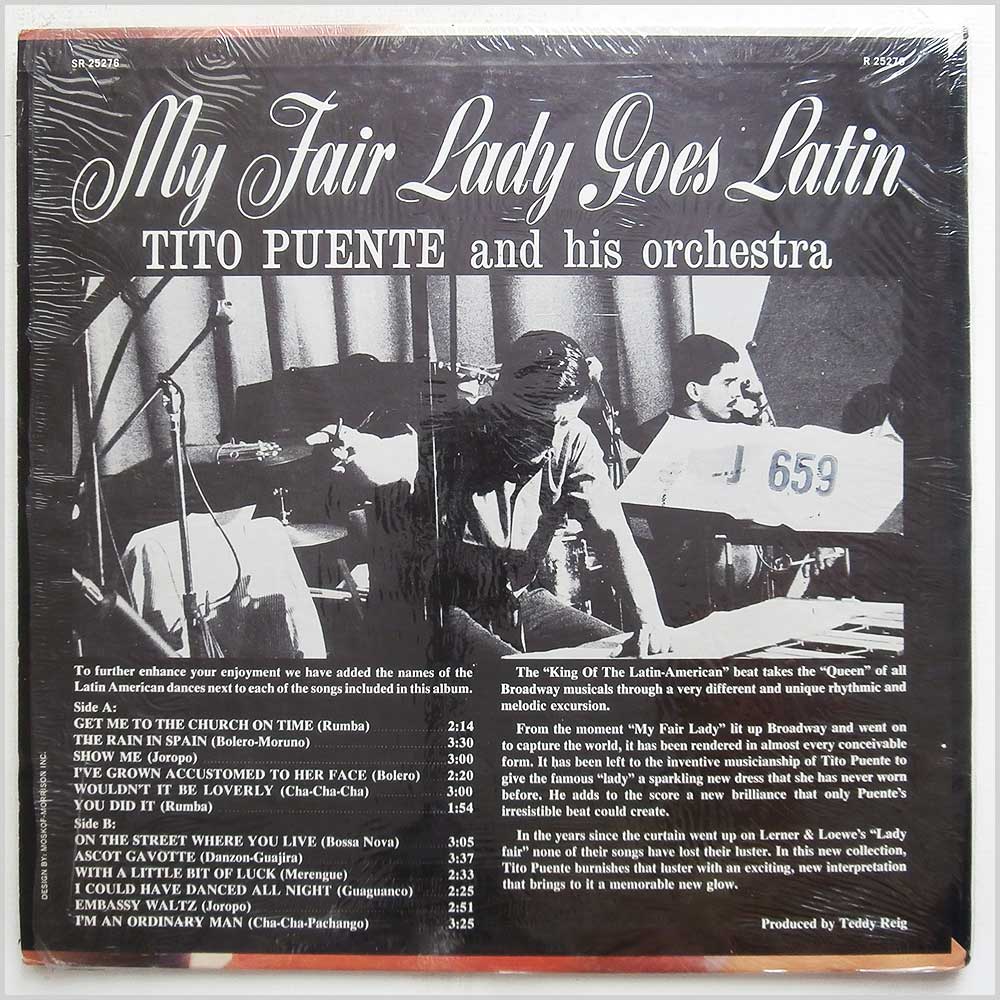 SR 25276
R 25276
My Fair Lady Goes Latin
TITO PUENTE and his orchestra
J 659
To further enhance your enjoyment we have added the names of the
Latin American dances next to each of the songs included in this album.
Side A:
GET ME TO THE CHURCH ON TIME (Rumba) 2:14
THE RAIN IN SPAIN (Bolero-Moruno) 3:30
SHOW ME (Joropo) 3:00
I'VE GROWN ACCUSTOMED TO HER FACE (Bolero) 2:20
WOULDN'T IT BE LOVERLY (Cha-Cha-Cha) 3:00
YOU DID IT (Rumba) 1:54
Side B:
ON THE STREET WHERE YOU LIVE (Bossa Nova) 3:05
ASCOT GAVOTTE (Danzon-Guajira) 3:37
WITH A LITTLE BIT OF LUCK (Merengue) 2:33
I COULD HAVE DANCED ALL NIGHT (Guaguanco) 2:25
EMBASSY WALTZ (Joropo) 2:51
I'M AN ORDINARY MAN (Cha-Cha-Pachango) 3:25
The "King Of The Latin-American" beat takes the "Queen" of all
Broadway musicals through a very different and unique rhythmic and
melodic excursion.
From the moment "My Fair Lady" lit up Broadway and went on
to capture the world, it has been rendered in almost every conceivable
form. It has been left to the inventive musicianship of Tito Puente to
give the famous "lady" a sparkling new dress that she has never worn
before. He adds to the score a new brilliance that only Puente's
irresistible beat could create.
In the years since the curtain went up on Lerner & Loewe's "Lady
fair" none of their songs have lost their luster. In this new collection,
Tito Puente burnishes that luster with an exciting, new interpretation
that brings to it a memorable new glow.
Produced by Teddy Reig
DESIGN BY: MOSKOF-MORRISON INC.